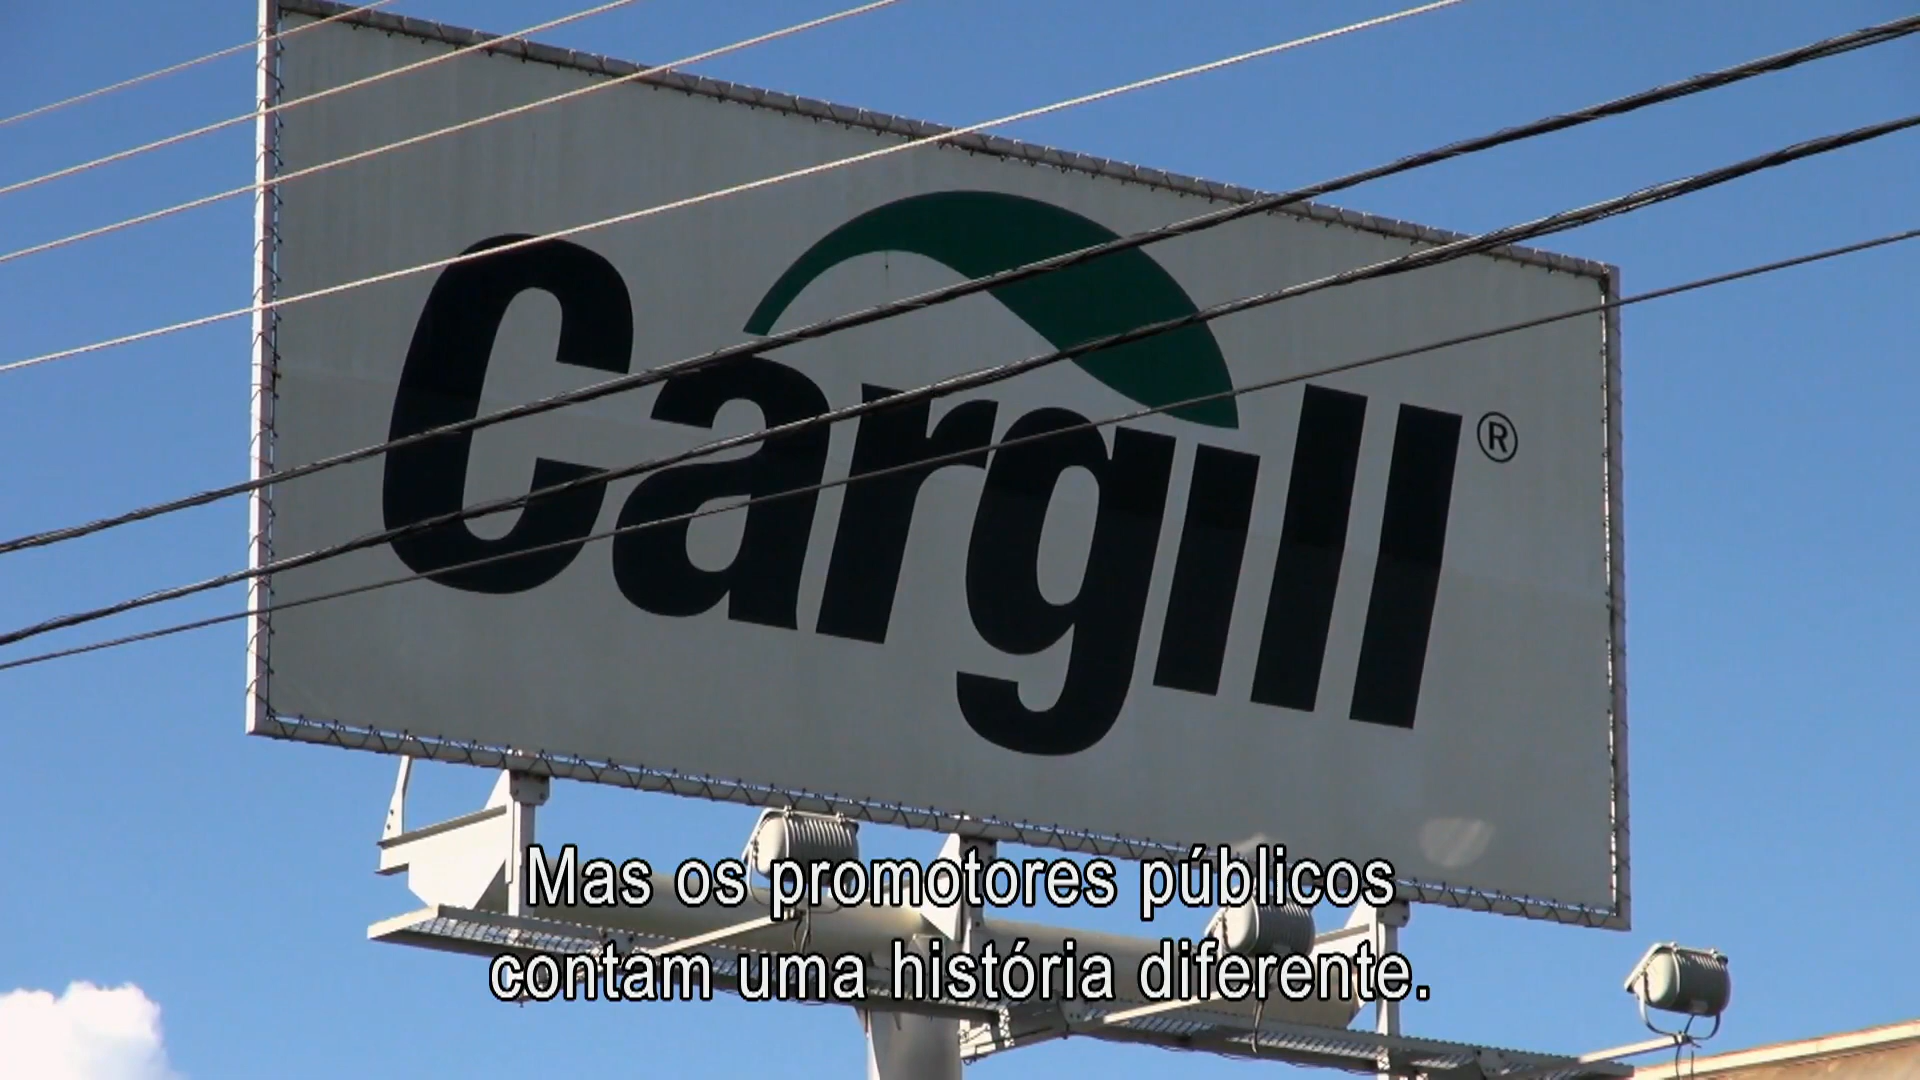 Cargill®
Mas os promotores públicos
contam uma história diferente.